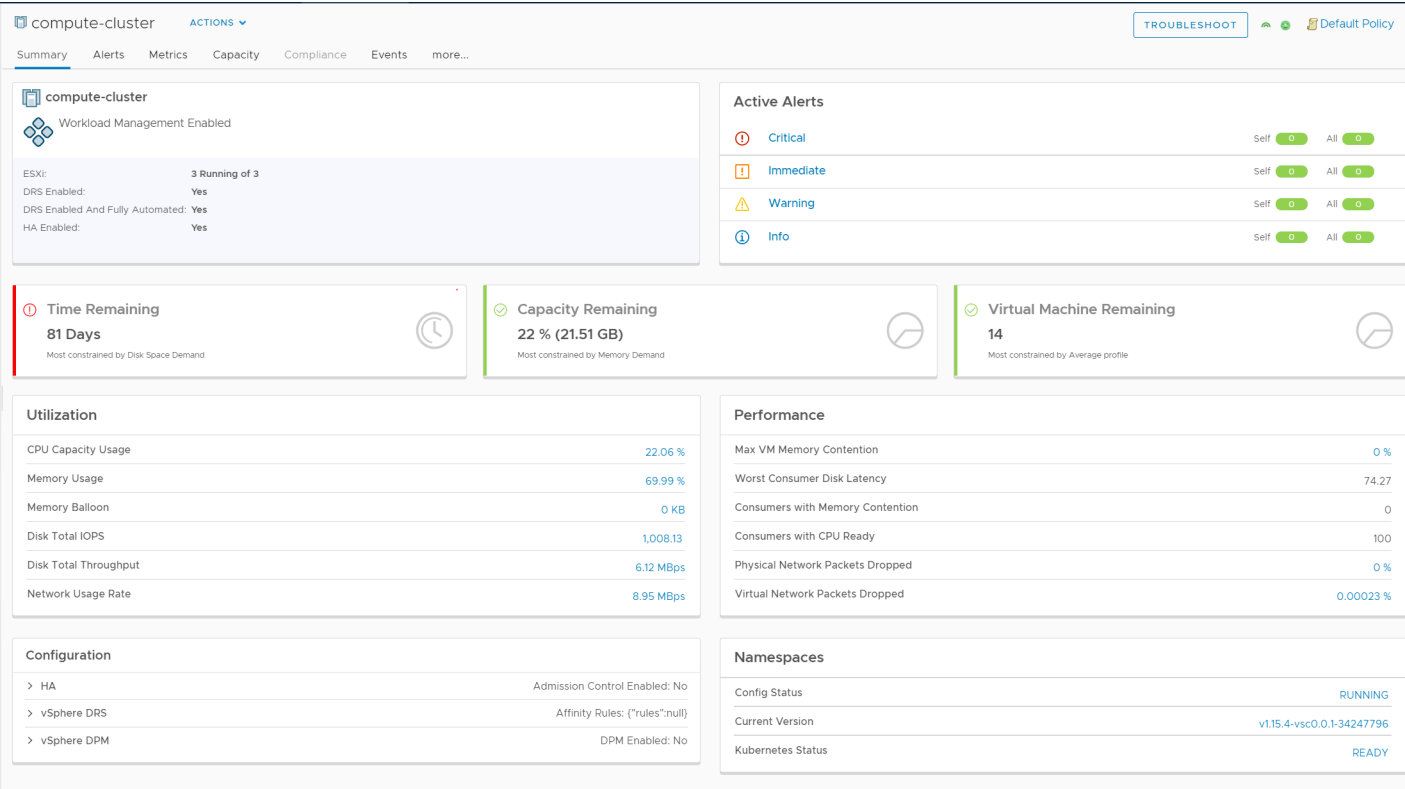 compute-cluster ACTIONS
TROUBLESHOOT Default Policy
Summary Alerts Metrics Capacity Compliance Events more...
compute-cluster
Workload Management Enabled
ESXi: 3 Running of 3
DRS Enabled: Yes
DRS Enabled And Fully Automated: Yes
HA Enabled: Yes
Active Alerts
Critical Self 0 All 0
Immediate Self 0 All 0
Warning Self 0 All 0
Info Self 0 All 0
Time Remaining
81 Days
Most constrained by Disk Space Demand
Capacity Remaining
22 % (21.51 GB)
Most constrained by Memory Demand
Virtual Machine Remaining
14
Most constrained by Average profile
Utilization
CPU Capacity Usage 22.06 %
Memory Usage 69.99 %
Memory Balloon 0 KB
Disk Total IOPS 1,008.13
Disk Total Throughput 6.12 MBps
Network Usage Rate 8.95 MBps
Performance
Max VM Memory Contention 0 %
Worst Consumer Disk Latency 74.27
Consumers with Memory Contention 0
Consumers with CPU Ready 100
Physical Network Packets Dropped 0 %
Virtual Network Packets Dropped 0.00023 %
Configuration
HA Admission Control Enabled: No
vSphere DRS Affinity Rules: {"rules":null}
vSphere DPM DPM Enabled: No
Namespaces
Config Status RUNNING
Current Version v1.15.4-vsc0.0.1-34247796
Kubernetes Status READY